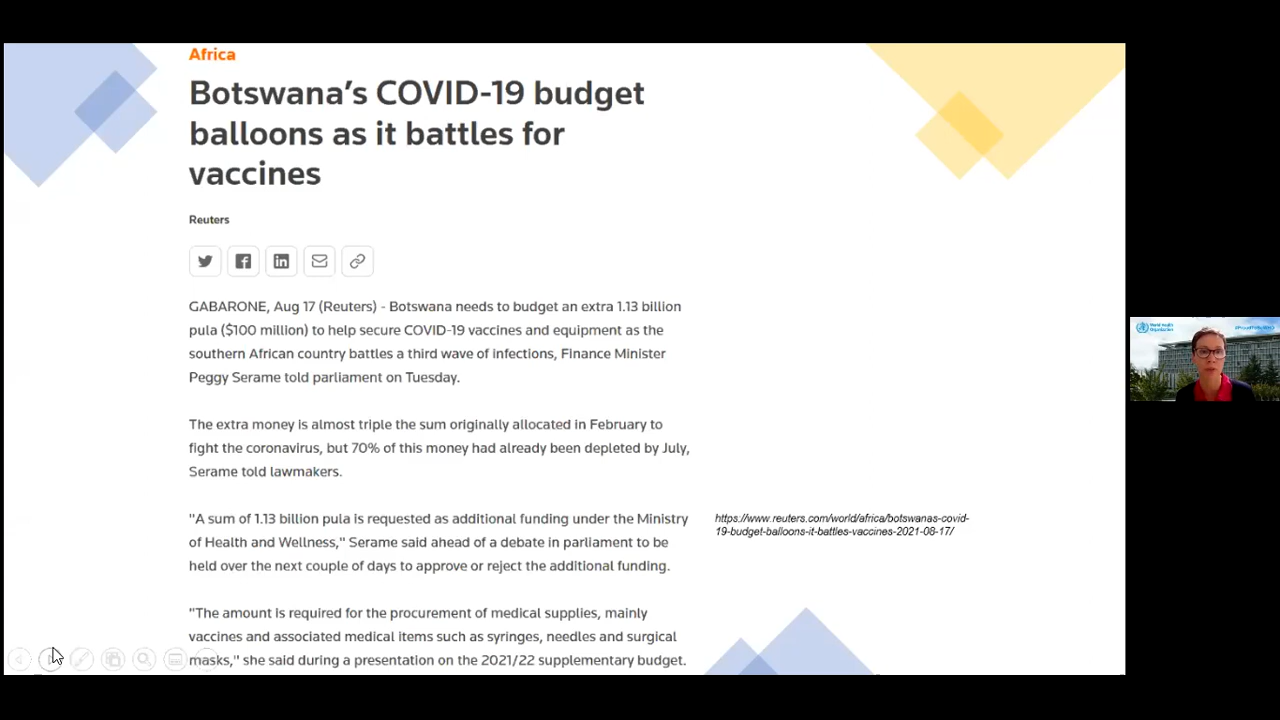 Africa
Botswana's COVID-19 budget
balloons as it battles for
vaccines
Reuters
GABARONE, Aug 17 (Reuters) - Botswana needs to budget an extra 1.13 billion
pula ($100 million) to help secure COVID-19 vaccines and equipment as the
southern African country battles a third wave of infections, Finance Minister
Peggy Serame told parliament on Tuesday.
The extra money is almost triple the sum originally allocated in February to
fight the coronavirus, but 70% of this money had already been depleted by July,
Serame told lawmakers.
"A sum of 1.13 billion pula is requested as additional funding under the Ministry
of Health and Wellness," Serame said ahead of a debate in parliament to be
held over the next couple of days to approve or reject the additional funding.
"The amount is required for the procurement of medical supplies, mainly
vaccines and associated medical items such as syringes, needles and surgical
masks," she said during a presentation on the 2021/22 supplementary budget.
https://www.reuters.com/world/africa/botswanas-covid-
19-budget-balloons-it-battles-vaccines-2021-08-17/
World Health
Organization